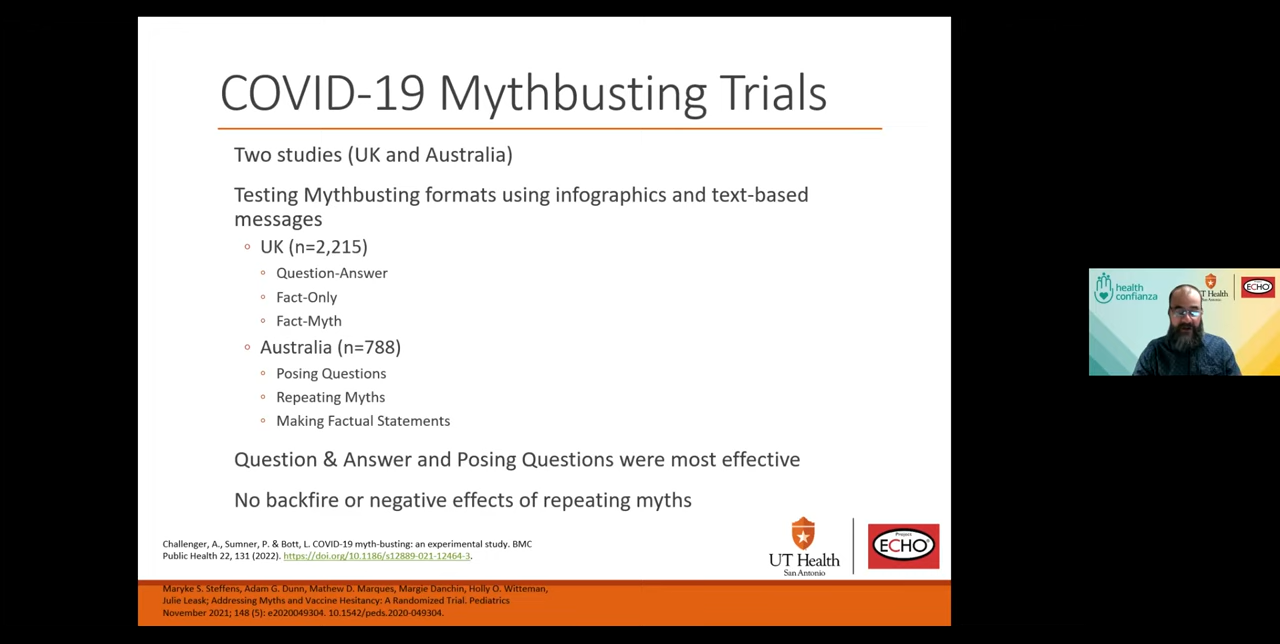 COVID-19 Mythbusting Trials
Two studies (UK and Australia)
Testing Mythbusting formats using infographics and text-based
messages
UK (n=2,215)
Question-Answer
Fact-Only
Fact-Myth
Australia (n=788)
Posing Questions
Repeating Myths
Making Factual Statements
Question & Answer and Posing Questions were most effective
No backfire or negative effects of repeating myths
Challenger, A., Sumner, P. & Bott, L. COVID-19 myth-busting: an experimental study. BMC
Public Health 22, 131 (2022). https://doi.org/10.1186/s12889-021-12464-3.
Maryke S. Steffens, Adam G. Dunn, Mathew D. Marques, Margie Danchin, Holly O. Witteman,
Julie Leask; Addressing Myths and Vaccine Hesitancy: A Randomized Trial. Pediatrics
November 2021; 148 (5): e2020049304. 10.1542/peds.2020-049304.
UT Health
San Antonio
Project
ECHO
health
confianza
UT Health
ECHO